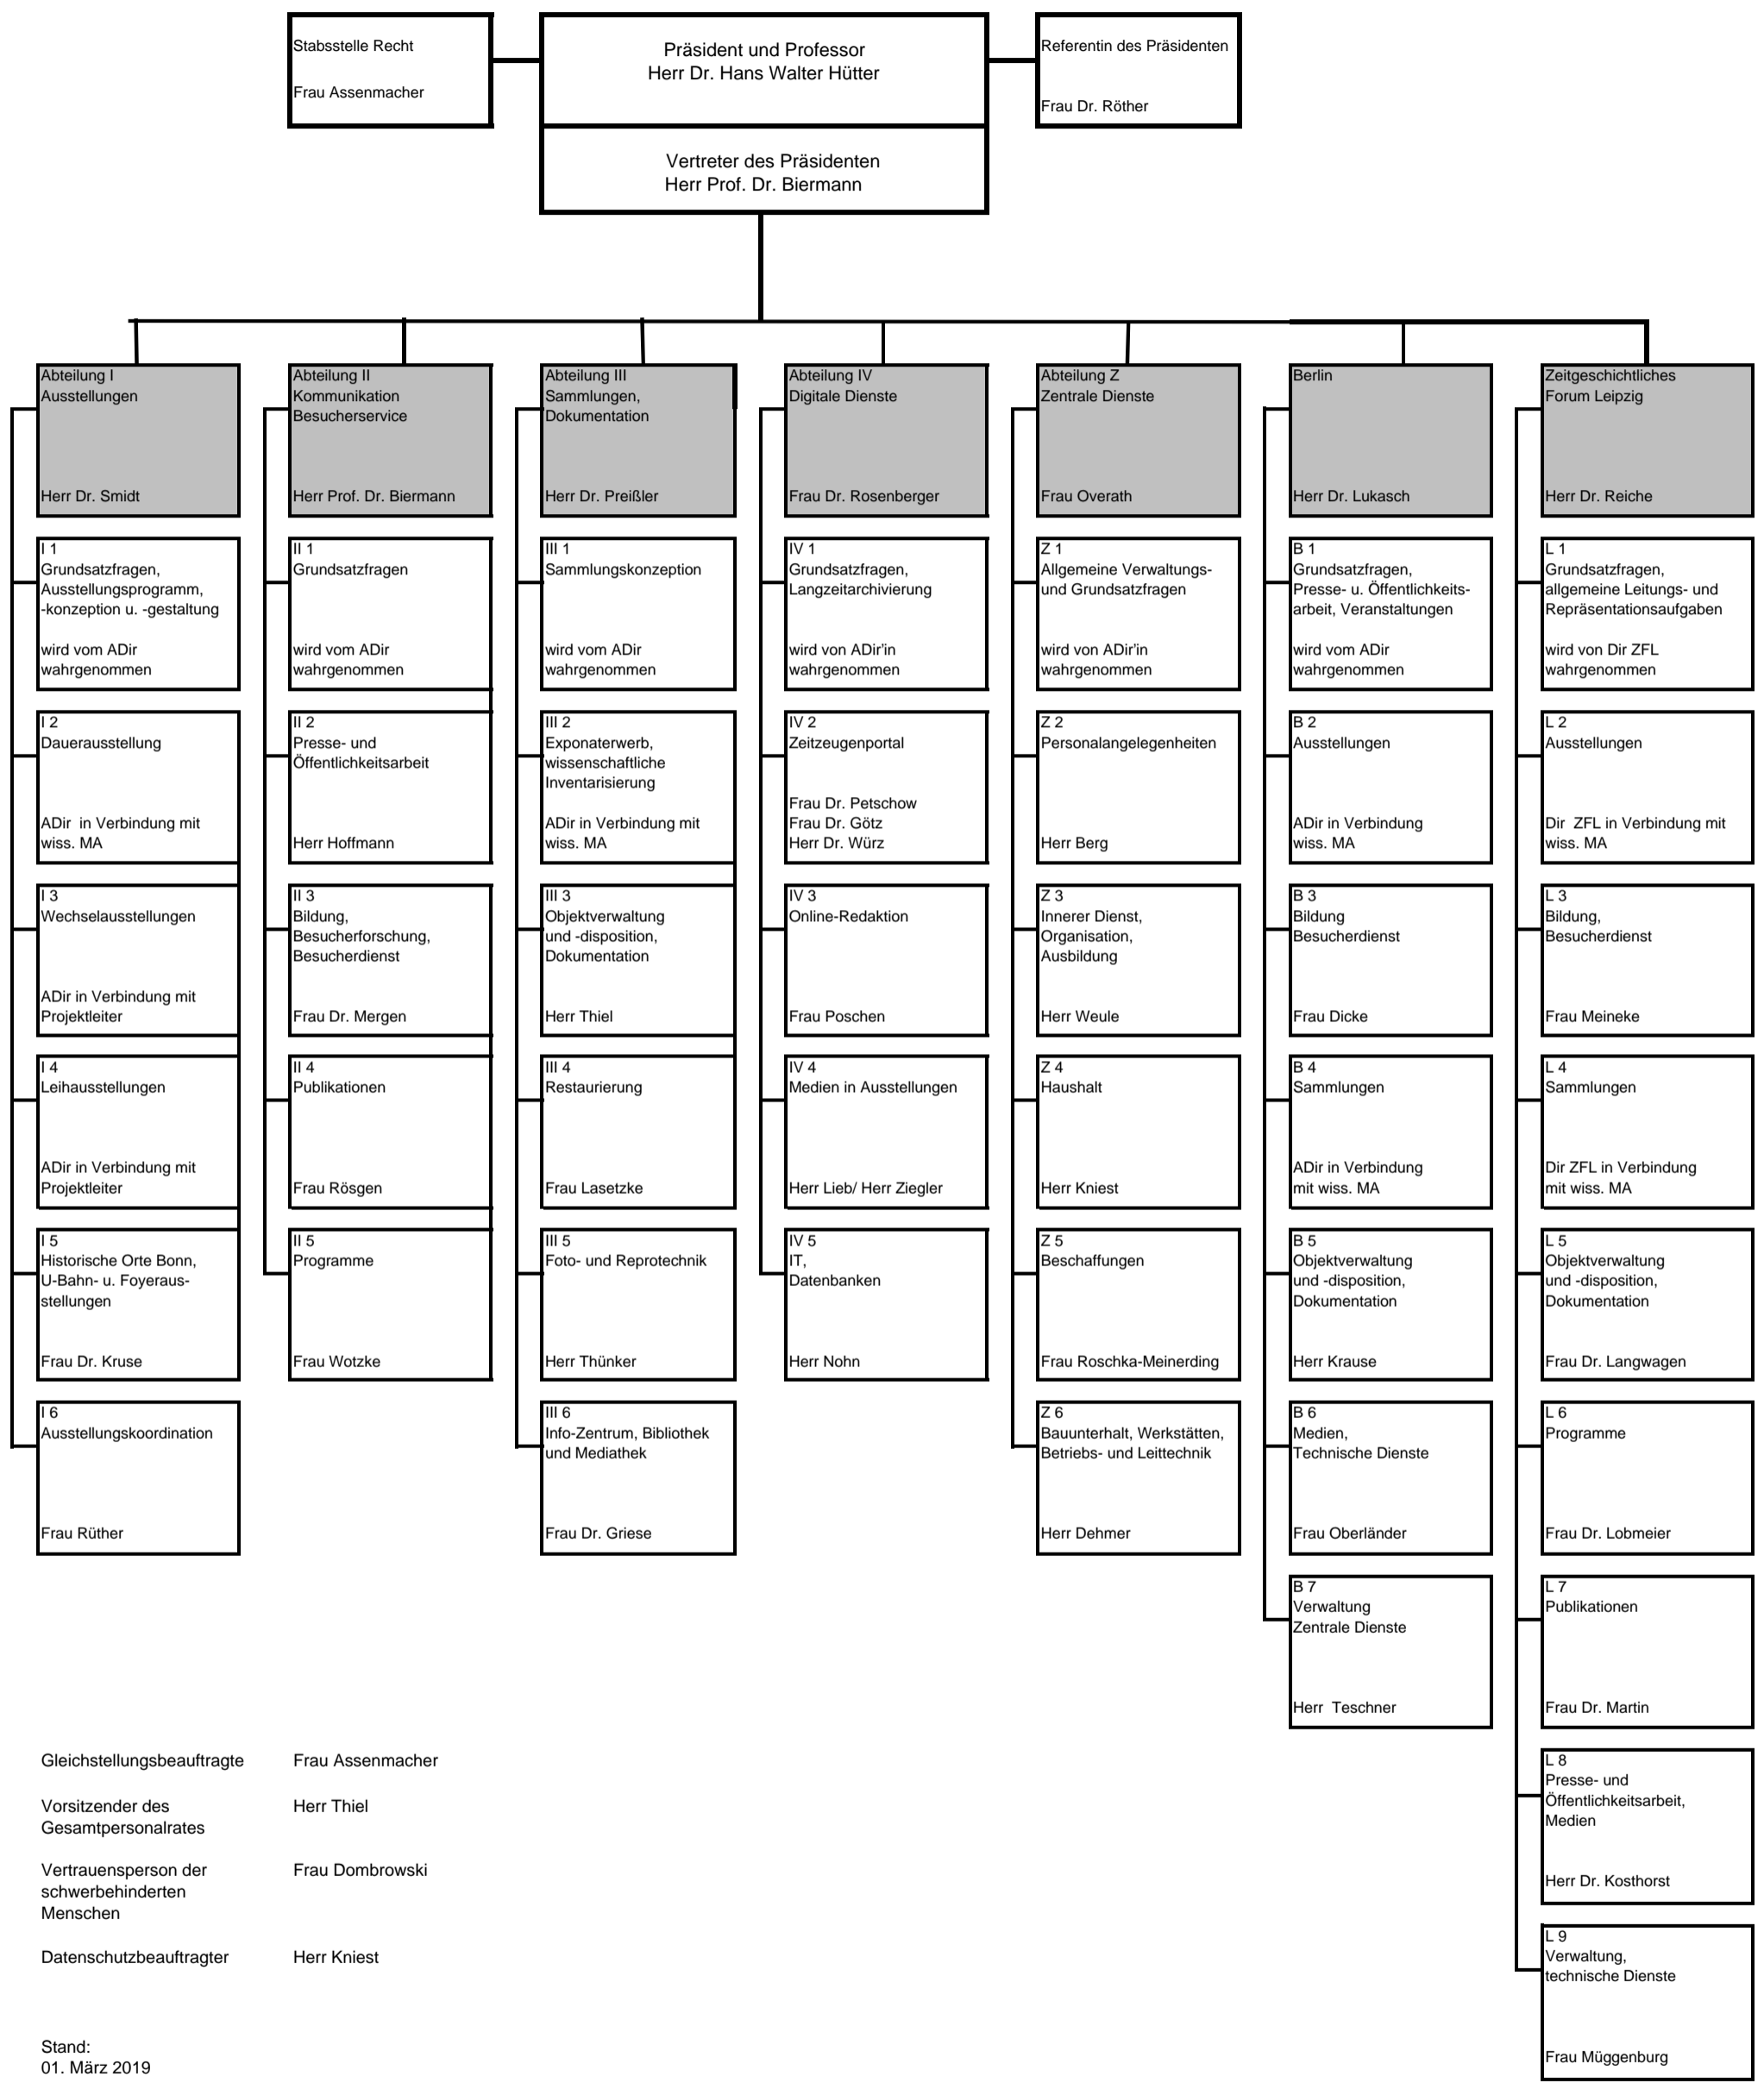 Stabsstelle Recht
Frau Assenmacher
Präsident und Professor
Herr Dr. Hans Walter Hütter
Referentin des Präsidenten
Frau Dr. Röther
Vertreter des Präsidenten
Herr Prof. Dr. Biermann
Abteilung I
Ausstellungen
Herr Dr. Smidt
I 1
Grundsatzfragen,
Ausstellungsprogramm,
-konzeption u. -gestaltung
wird vom ADir
wahrgenommen
I 2
Dauerausstellung
ADir  in Verbindung mit
wiss. MA
I 3
Wechselausstellungen
ADir in Verbindung mit
Projektleiter
I 4
Leihausstellungen
ADir in Verbindung mit
Projektleiter
I 5
Historische Orte Bonn,
U-Bahn- u. Foyeraus-
stellungen
Frau Dr. Kruse
I 6
Ausstellungskoordination
Frau Rüther
Abteilung II
Kommunikation
Besucherservice
Herr Prof. Dr. Biermann
II 1
Grundsatzfragen
wird vom ADir
wahrgenommen
II 2
Presse- und
Öffentlichkeitsarbeit
Herr Hoffmann
II 3
Bildung,
Besucherforschung,
Besucherdienst
Frau Dr. Mergen
II 4
Publikationen
Frau Rösgen
II 5
Programme
Frau Wotzke
Abteilung III
Sammlungen,
Dokumentation
Herr Dr. Preißler
III 1
Sammlungskonzeption
wird vom ADir
wahrgenommen
III 2
Exponaterwerb,
wissenschaftliche
Inventarisierung
ADir in Verbindung mit
wiss. MA
III 3
Objektverwaltung
und -disposition,
Dokumentation
Herr Thiel
III 4
Restaurierung
Frau Lasetzke
III 5
Foto- und Reprotechnik
Herr Thünker
III 6
Info-Zentrum, Bibliothek
und Mediathek
Frau Dr. Griese
Abteilung IV
Digitale Dienste
Frau Dr. Rosenberger
IV 1
Grundsatzfragen,
Langzeitarchivierung
wird von ADir'in
wahrgenommen
IV 2
Zeitzeugenportal
Frau Dr. Petschow
Frau Dr. Götz
Herr Dr. Würz
IV 3
Online-Redaktion
Frau Poschen
IV 4
Medien in Ausstellungen
Herr Lieb/ Herr Ziegler
IV 5
IT,
Datenbanken
Herr Nohn
Abteilung Z
Zentrale Dienste
Frau Overath
Z 1
Allgemeine Verwaltungs-
und Grundsatzfragen
wird von ADir'in
wahrgenommen
Z 2
Personalangelegenheiten
Herr Berg
Z 3
Innerer Dienst,
Organisation,
Ausbildung
Herr Weule
Z 4
Haushalt
Herr Kniest
Z 5
Beschaffungen
Frau Roschka-Meinerding
Z 6
Bauunterhalt, Werkstätten,
Betriebs- und Leittechnik
Herr Dehmer
Berlin
Herr Dr. Lukasch
B 1
Grundsatzfragen,
Presse- u. Öffentlichkeits-
arbeit, Veranstaltungen
wird vom ADir
wahrgenommen
B 2
Ausstellungen
ADir in Verbindung
wiss. MA
B 3
Bildung
Besucherdienst
Frau Dicke
B 4
Sammlungen
ADir in Verbindung
mit wiss. MA
B 5
Objektverwaltung
und -disposition,
Dokumentation
Herr Krause
B 6
Medien,
Technische Dienste
Frau Oberländer
B 7
Verwaltung
Zentrale Dienste
Herr  Teschner
Zeitgeschichtliches
Forum Leipzig
Herr Dr. Reiche
L 1
Grundsatzfragen,
allgemeine Leitungs- und
Repräsentationsaufgaben
wird von Dir ZFL
wahrgenommen
L 2
Ausstellungen
Dir  ZFL in Verbindung mit
wiss. MA
L 3
Bildung,
Besucherdienst
Frau Meineke
L 4
Sammlungen
Dir ZFL in Verbindung
mit wiss. MA
L 5
Objektverwaltung
und -disposition,
Dokumentation
Frau Dr. Langwagen
L 6
Programme
Frau Dr. Lobmeier
L 7
Publikationen
Frau Dr. Martin
L 8
Presse- und
Öffentlichkeitsarbeit,
Medien
Herr Dr. Kosthorst
L 9
Verwaltung,
technische Dienste
Frau Müggenburg
Gleichstellungsbeauftragte Frau Assenmacher
Vorsitzender des Herr Thiel
Gesamtpersonalrates
Vertrauensperson der Frau Dombrowski
schwerbehinderten
Menschen
Datenschutzbeauftragter Herr Kniest
Stand:
01. März 2019